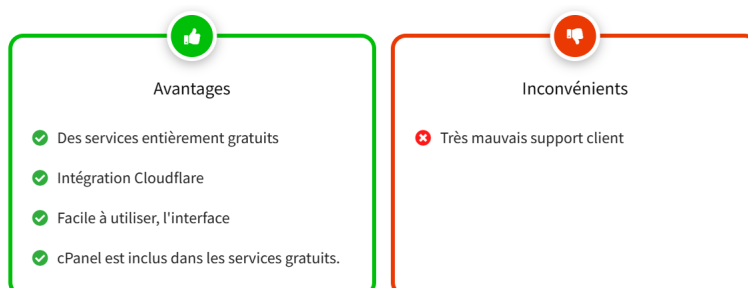 Avantages
Des services entièrement gratuits
Intégration Cloudflare
Facile à utiliser, l'interface
cPanel est inclus dans les services gratuits.
Inconvénients
Très mauvais support client